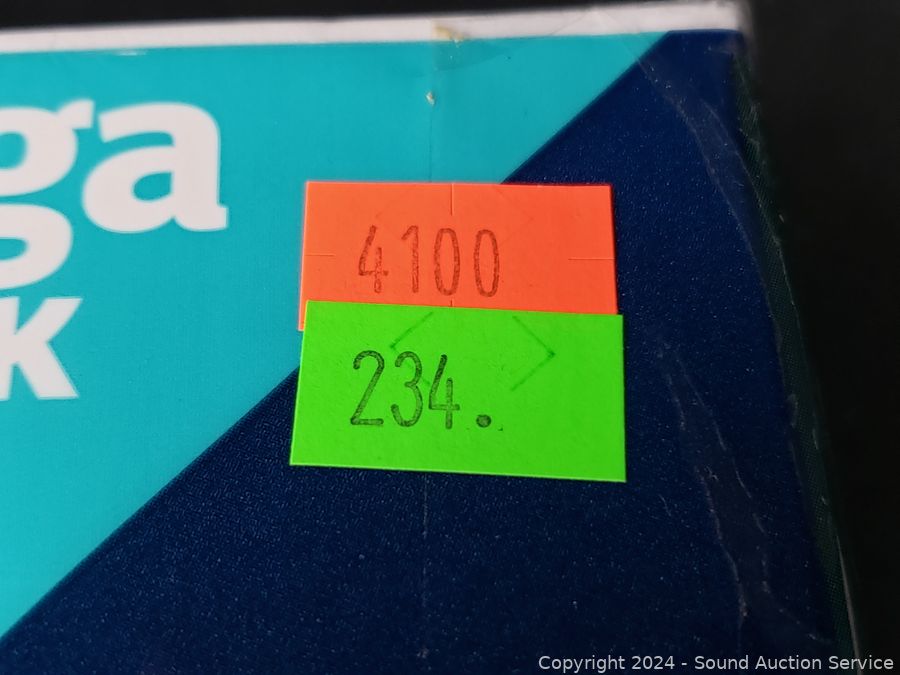 ga
k
4100
234.
Copyright 2024 - Sound Auction Service